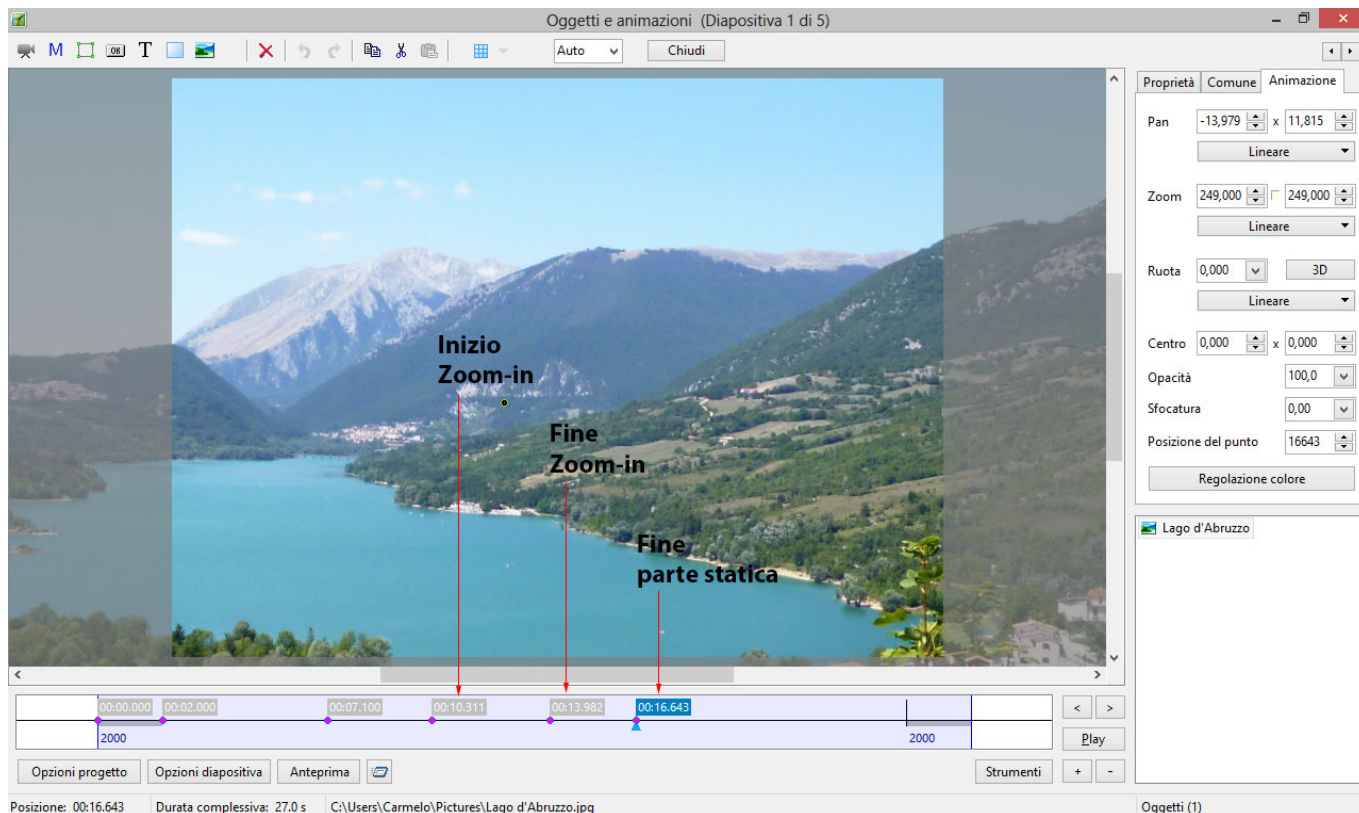 Oggetti e animazioni (Diapositiva 1 di 5)
M OK T Auto Chiudi
Proprietà Comune Animazione
Pan -13,979 x 11,815
Lineare
Zoom 249,000 249,000
Lineare
Ruota 0,000 3D
Lineare
Centro 0,000 x 0,000
Opacità 100,0
Sfocatura 0,00
Posizione del punto 16643
Regolazione colore
Lago d'Abruzzo
Inizio
Zoom-in
Fine
Zoom-in
Fine
parte statica
00:00.000 00:02.000 00:07.100 00:10.311 00:13.982 00:16.643
2000 2000
< >
Play
+ -
Opzioni progetto Opzioni diapositiva Anteprima Strumenti
Posizione: 00:16.643 Durata complessiva: 27.0 s C:\Users\Carmelo\Pictures\Lago d'Abruzzo.jpg Oggetti (1)